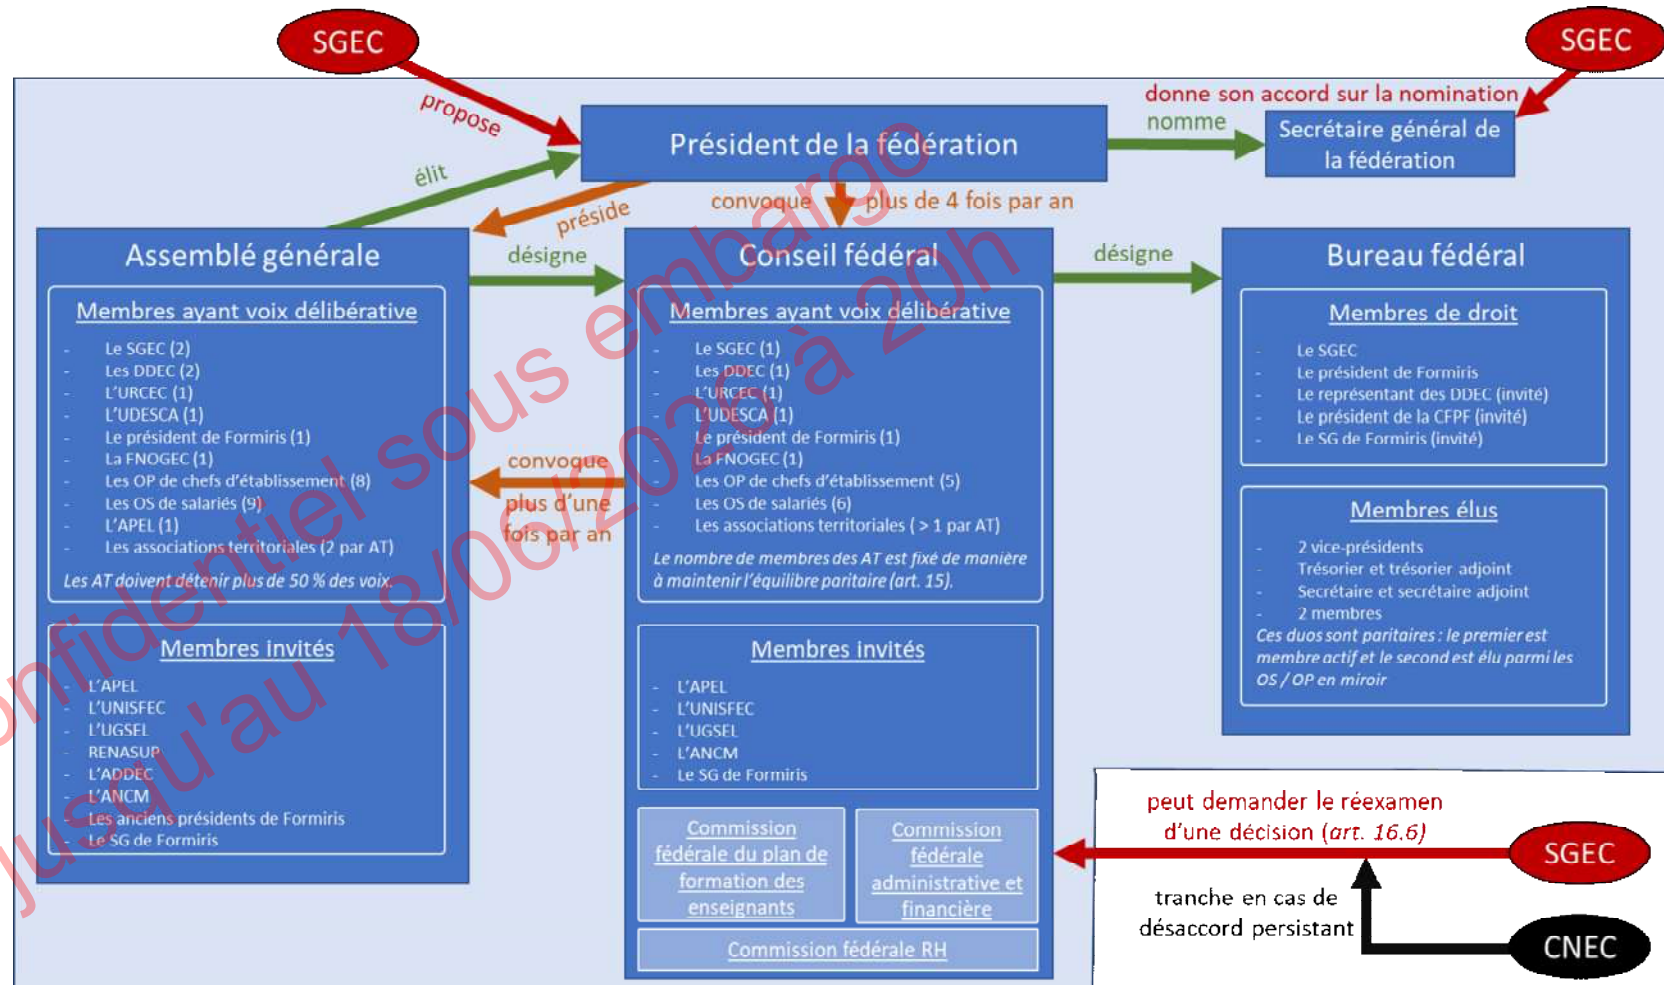 SGEC
SGEC
propose
donne son accord sur la nomination
nomme
Président de la fédération
Secrétaire général de
la fédération
élit
préside
convoque
plus de 4 fois par an
Assemblé générale
désigne
Conseil fédéral
désigne
Bureau fédéral
Membres ayant voix délibérative
- Le SGEC (2)
- Les DDEC (2)
- L'URCEC (1)
- L'UDESCA (1)
- Le président de Formiris (1)
- La FNOGEC (1)
- Les OP de chefs d'établissement (8)
- Les OS de salariés (9)
- L'APEL (1)
- Les associations territoriales (2 par AT)
Les AT doivent détenir plus de 50 % des voix.
Membres invités
- L'APEL
- L'UNISFEC
- L'UGSEL
- RENASUP
- L'ADDEC
- L'ANCM
- Les anciens présidents de Formiris
- Le SG de Formiris
convoque
plus d'une
fois par an
Membres ayant voix délibérative
- Le SGEC (1)
- Les DDEC (1)
- L'URCEC (1)
- L'UDESCA (1)
- Le président de Formiris (1)
- La FNOGEC (1)
- Les OP de chefs d'établissement (5)
- Les OS de salariés (6)
- Les associations territoriales ( > 1 par AT)
Le nombre de membres des AT est fixé de manière
à maintenir l'équilibre paritaire (art. 15).
Membres invités
- L'APEL
- L'UNISFEC
- L'UGSEL
- L'ANCM
- Le SG de Formiris
Commission
fédérale du plan de
formation des
enseignants
Commission
fédérale
administrative et
financière
Commission fédérale RH
Membres de droit
- Le SGEC
- Le président de Formiris
- Le représentant des DDEC (invité)
- Le président de la CFPF (invité)
- Le SG de Formiris (invité)
Membres élus
- 2 vice-présidents
- Trésorier et trésorier adjoint
- Secrétaire et secrétaire adjoint
- 2 membres
Ces duos sont paritaires : le premier est
membre actif et le second est élu parmi les
OS / OP en miroir
peut demander le réexamen
d'une décision (art. 16.6)
SGEC
tranche en cas de
désaccord persistant
CNEC
onfidentiel sous embargo
jusqu'au 18/06/2026 à 20h